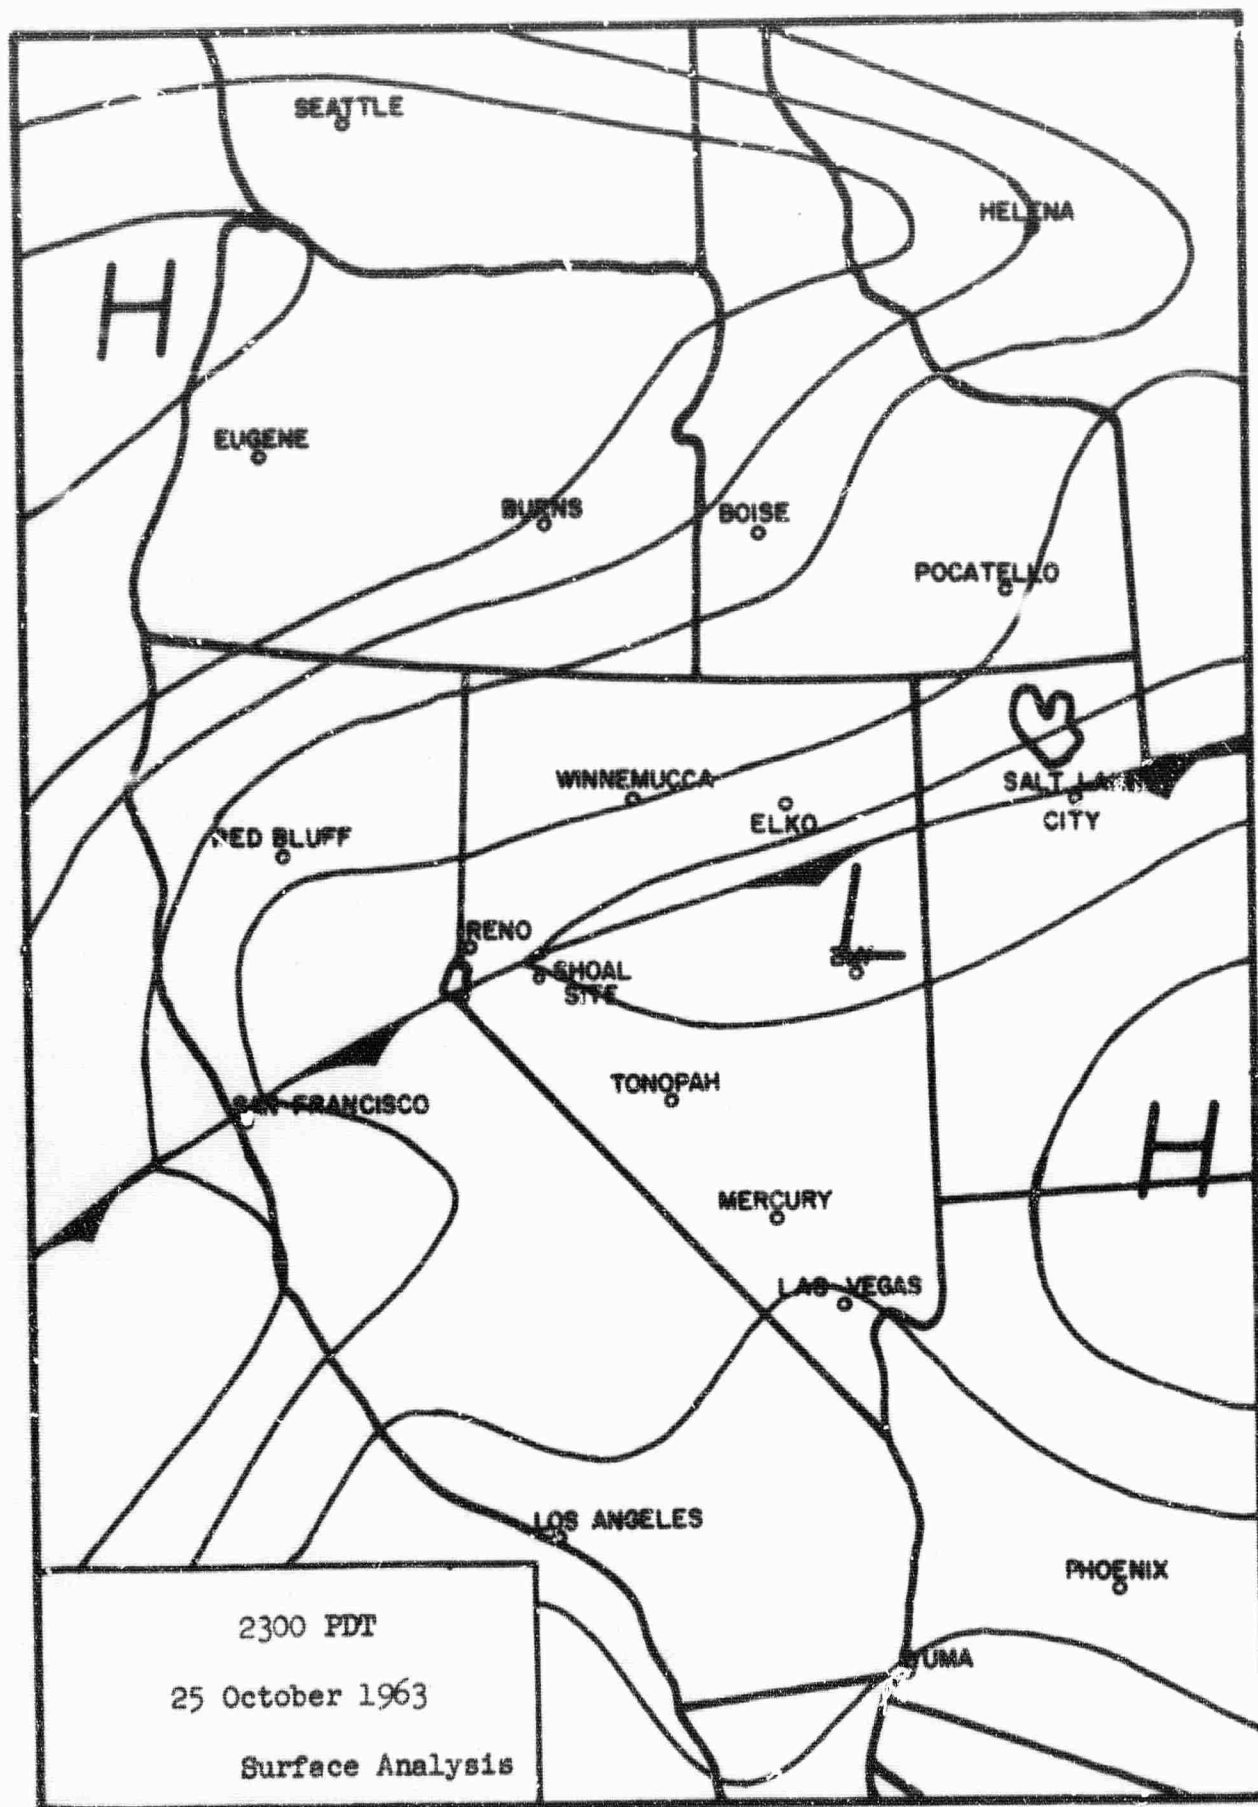 SEATTLE
HELENA
H
EUGENE
BURNS
BOISE
POCATELLO
WINNEMUCCA
ELKO
SALT LAKE
CITY
RED BLUFF
RENO
L
SHOAL
SITE
TONOPAH
SAN FRANCISCO
H
MERCURY
LAS VEGAS
LOS ANGELES
PHOENIX
YUMA
2300 PDT
25 October 1963
Surface Analysis